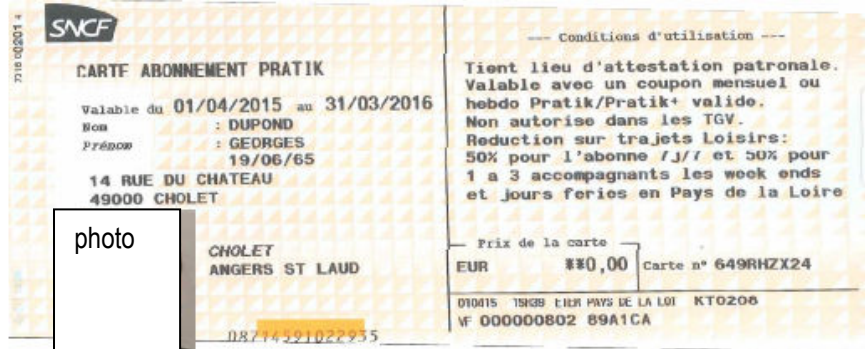 SNCF
CARTE ABONNEMENT PRATIK
Valable du 01/04/2015 au 31/03/2016
Nom : DUPOND
Prénom : GEORGES
19/06/65
14 RUE DU CHATEAU
49000 CHOLET
photo
CHOLET
ANGERS ST LAUD
08714591022935
--- Conditions d'utilisation ---
Tient lieu d'attestation patronale.
Valable avec un coupon mensuel ou
hebdo Pratik/Pratik+ valide.
Non autorise dans les TGV.
Reduction sur trajets Loisirs:
50% pour l'abonne 7J/7 et 50% pour
1 a 3 accompagnants les week ends
et jours feries en Pays de la Loire
Prix de la carte
EUR **0,00 Carte n° 649RHZX24
010415 15H39 ETER PAYS DE LA LOI KT0208
VF 000000802 89A1CA